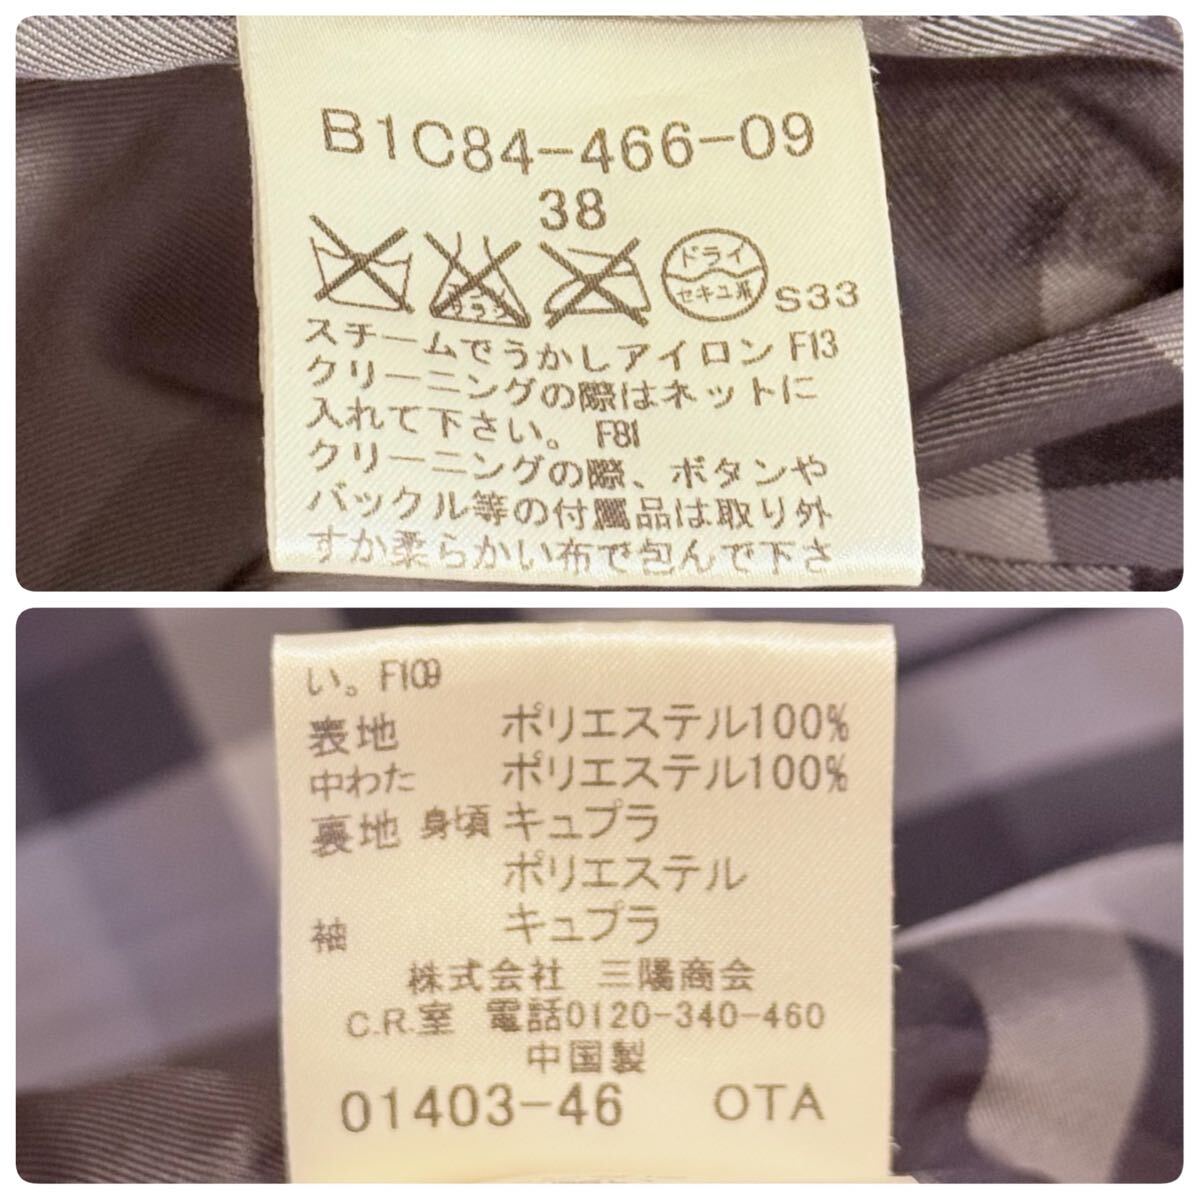 B1C84-466-09
38
ドライ
セキユ系
S33
スチームでうかしアイロン F13
クリーニングの際はネットに
入れて下さい。 F81
クリーニングの際、ボタンや
バックル等の付属品は取り外
すか柔らかい布で包んで下さ
い。F109
表地 ポリエステル100%
中わた ポリエステル100%
裏地 身頃 キュプラ
ポリエステル
袖 キュプラ
株式会社 三陽商会
C.R.室 電話0120-340-460
中国製
01403-46 OTA